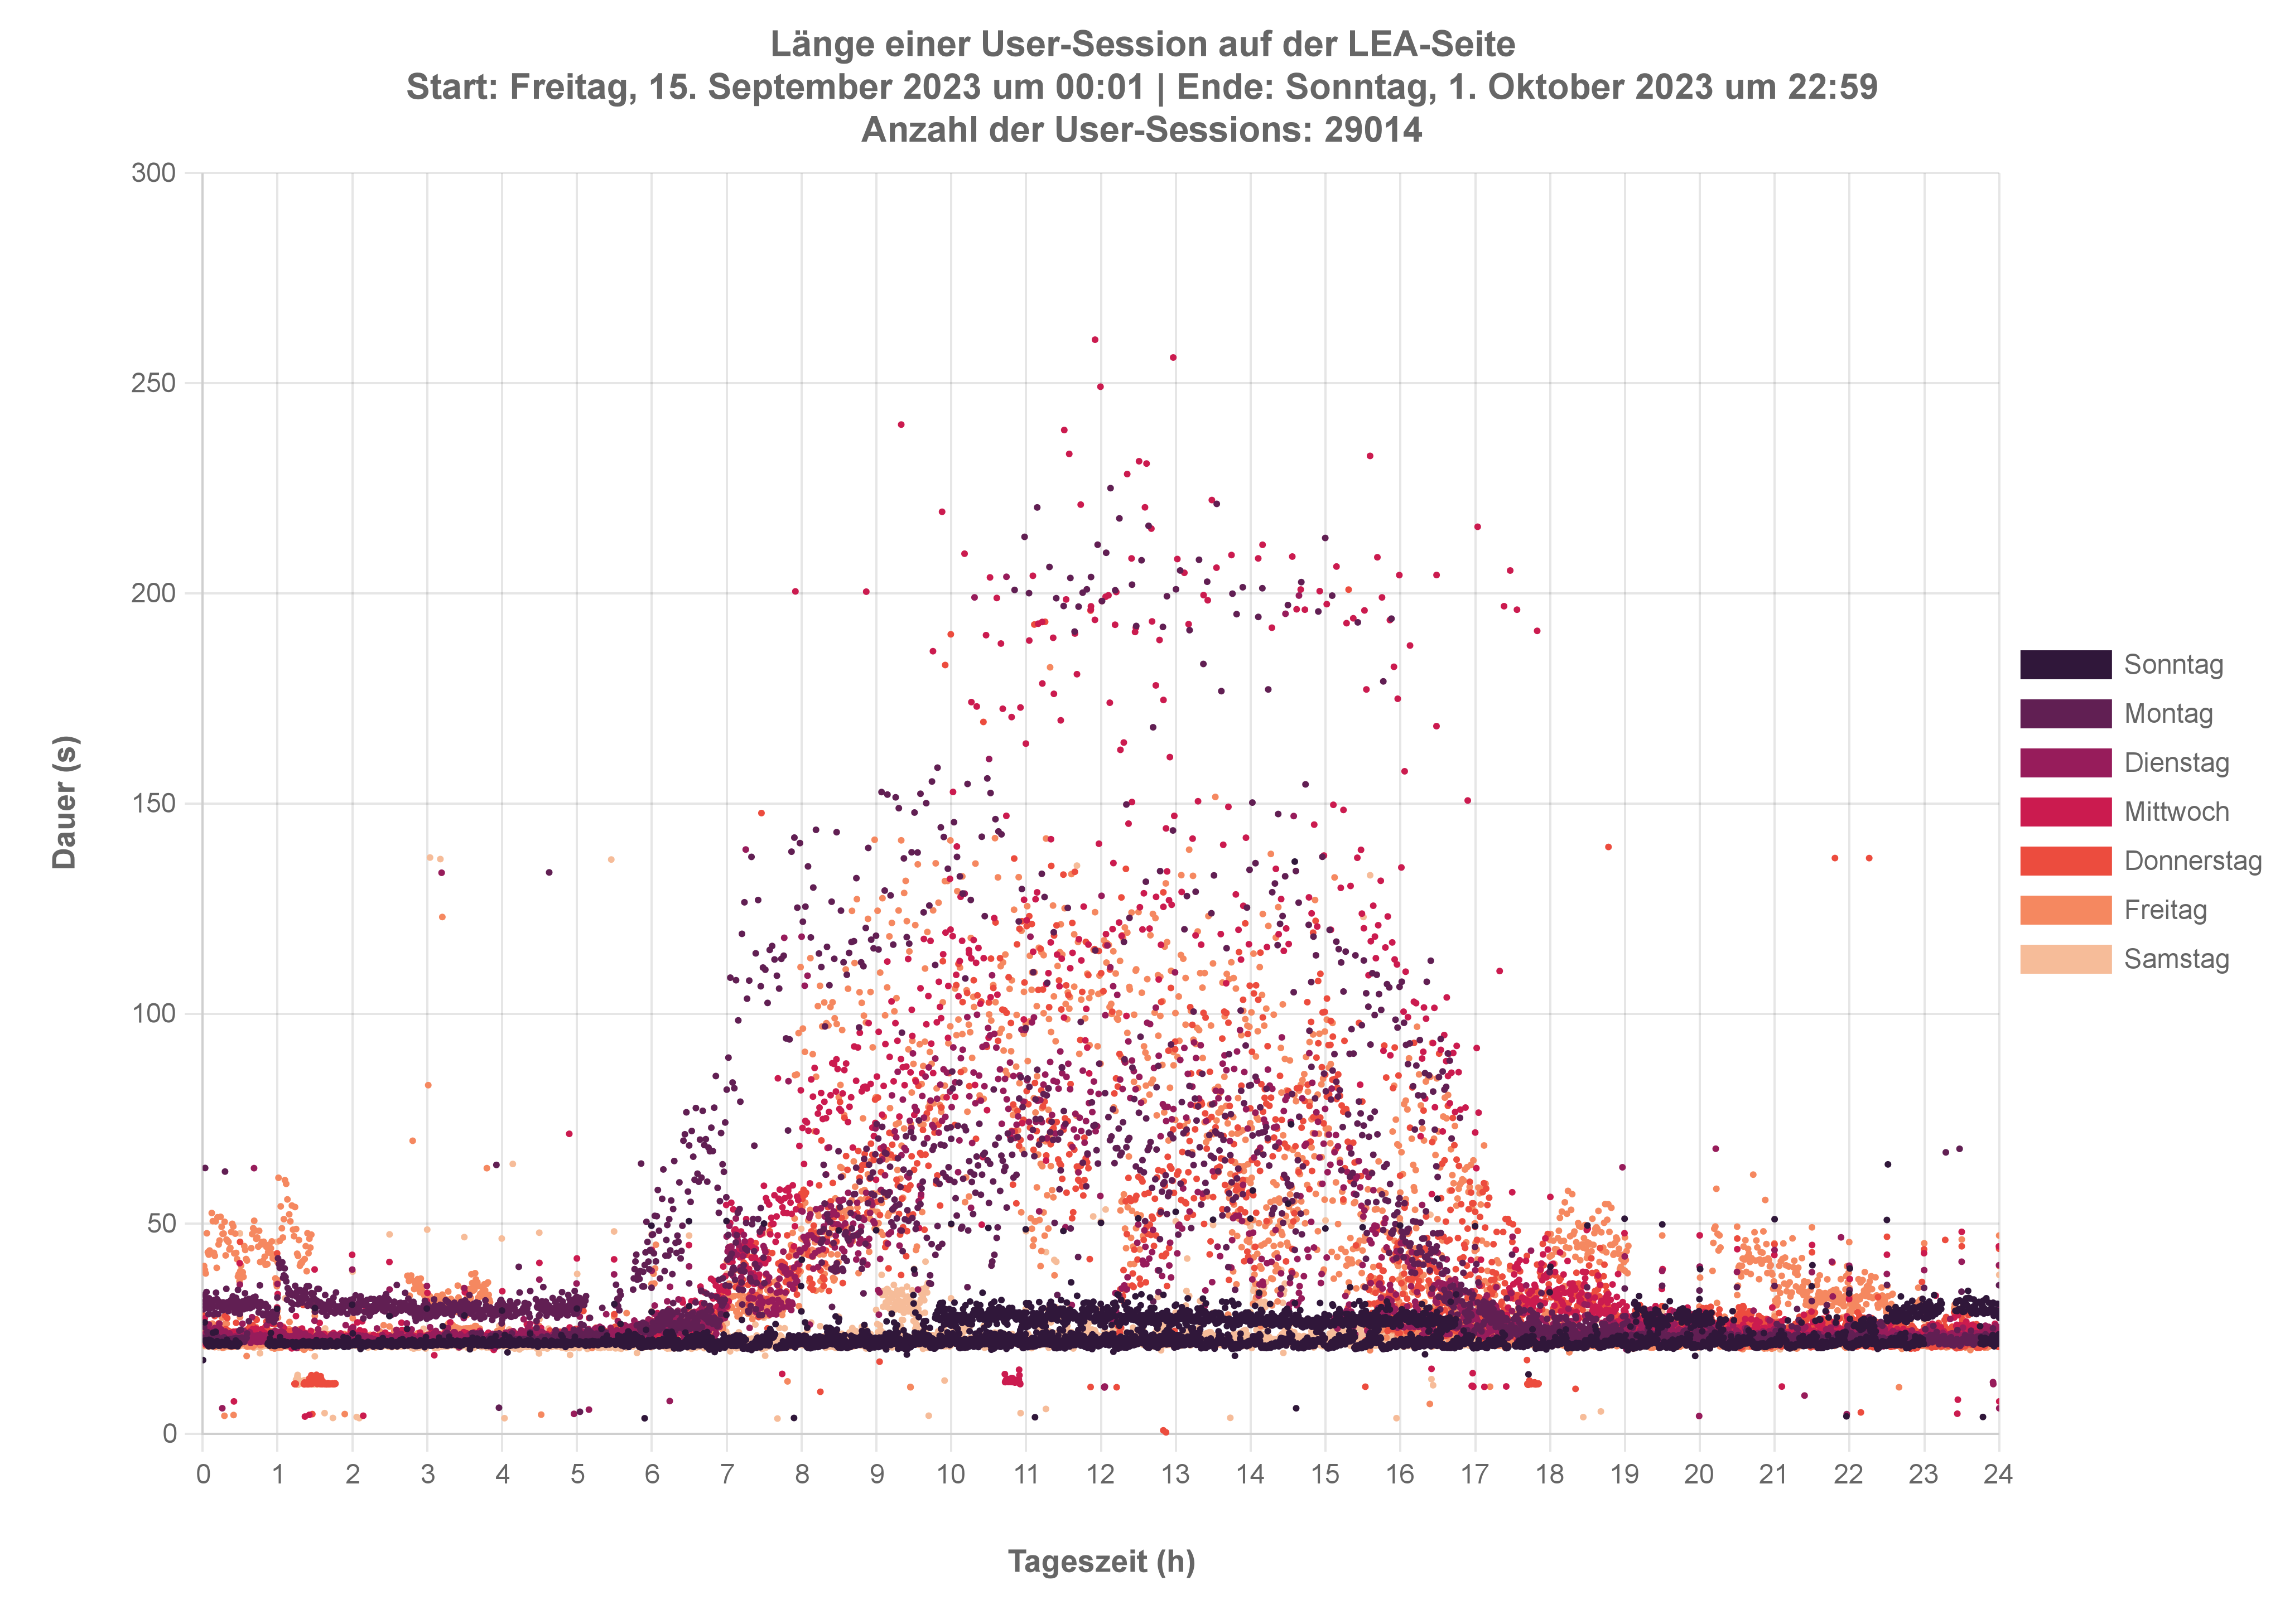 Länge einer User-Session auf der LEA-Seite
Start: Freitag, 15. September 2023 um 00:01 | Ende: Sonntag, 1. Oktober 2023 um 22:59
Anzahl der User-Sessions: 29014
300
250
200
150
100
50
0
Dauer (s)
0 1 2 3 4 5 6 7 8 9 10 11 12 13 14 15 16 17 18 19 20 21 22 23 24
Tageszeit (h)
Sonntag
Montag
Dienstag
Mittwoch
Donnerstag
Freitag
Samstag